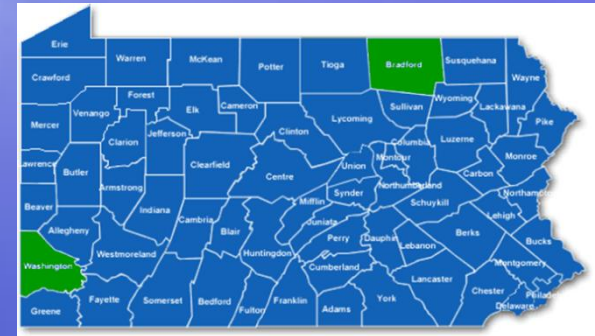 Erie
Warren
McKean
Potter
Tioga
Bradford
Susquehana
Crawford
Wayne
Forest
Wyoming
Lackawana
Venango
Elk
Cameron
Sullivan
Mercer
Lycoming
Pike
Clinton
Jefferson
Clarion
Columbia
Luzerne
Lawrence
Clearfield
Montour
Monroe
Butler
Union
Centre
Carbon
Armstrong
Northumberland
Northampton
Snyder
Beaver
Mifflin
Schuykill
Indiana
Lehigh
Cambria
Juniata
Allegheny
Blair
Berks
Perry
Dauphin
Bucks
Lebanon
Westmoreland
Huntingdon
Montgomery
Washington
Cumberland
Lancaster
Chester
Fayette
Somerset
Bedford
Franklin
York
Greene
Fulton
Adams
Delaware